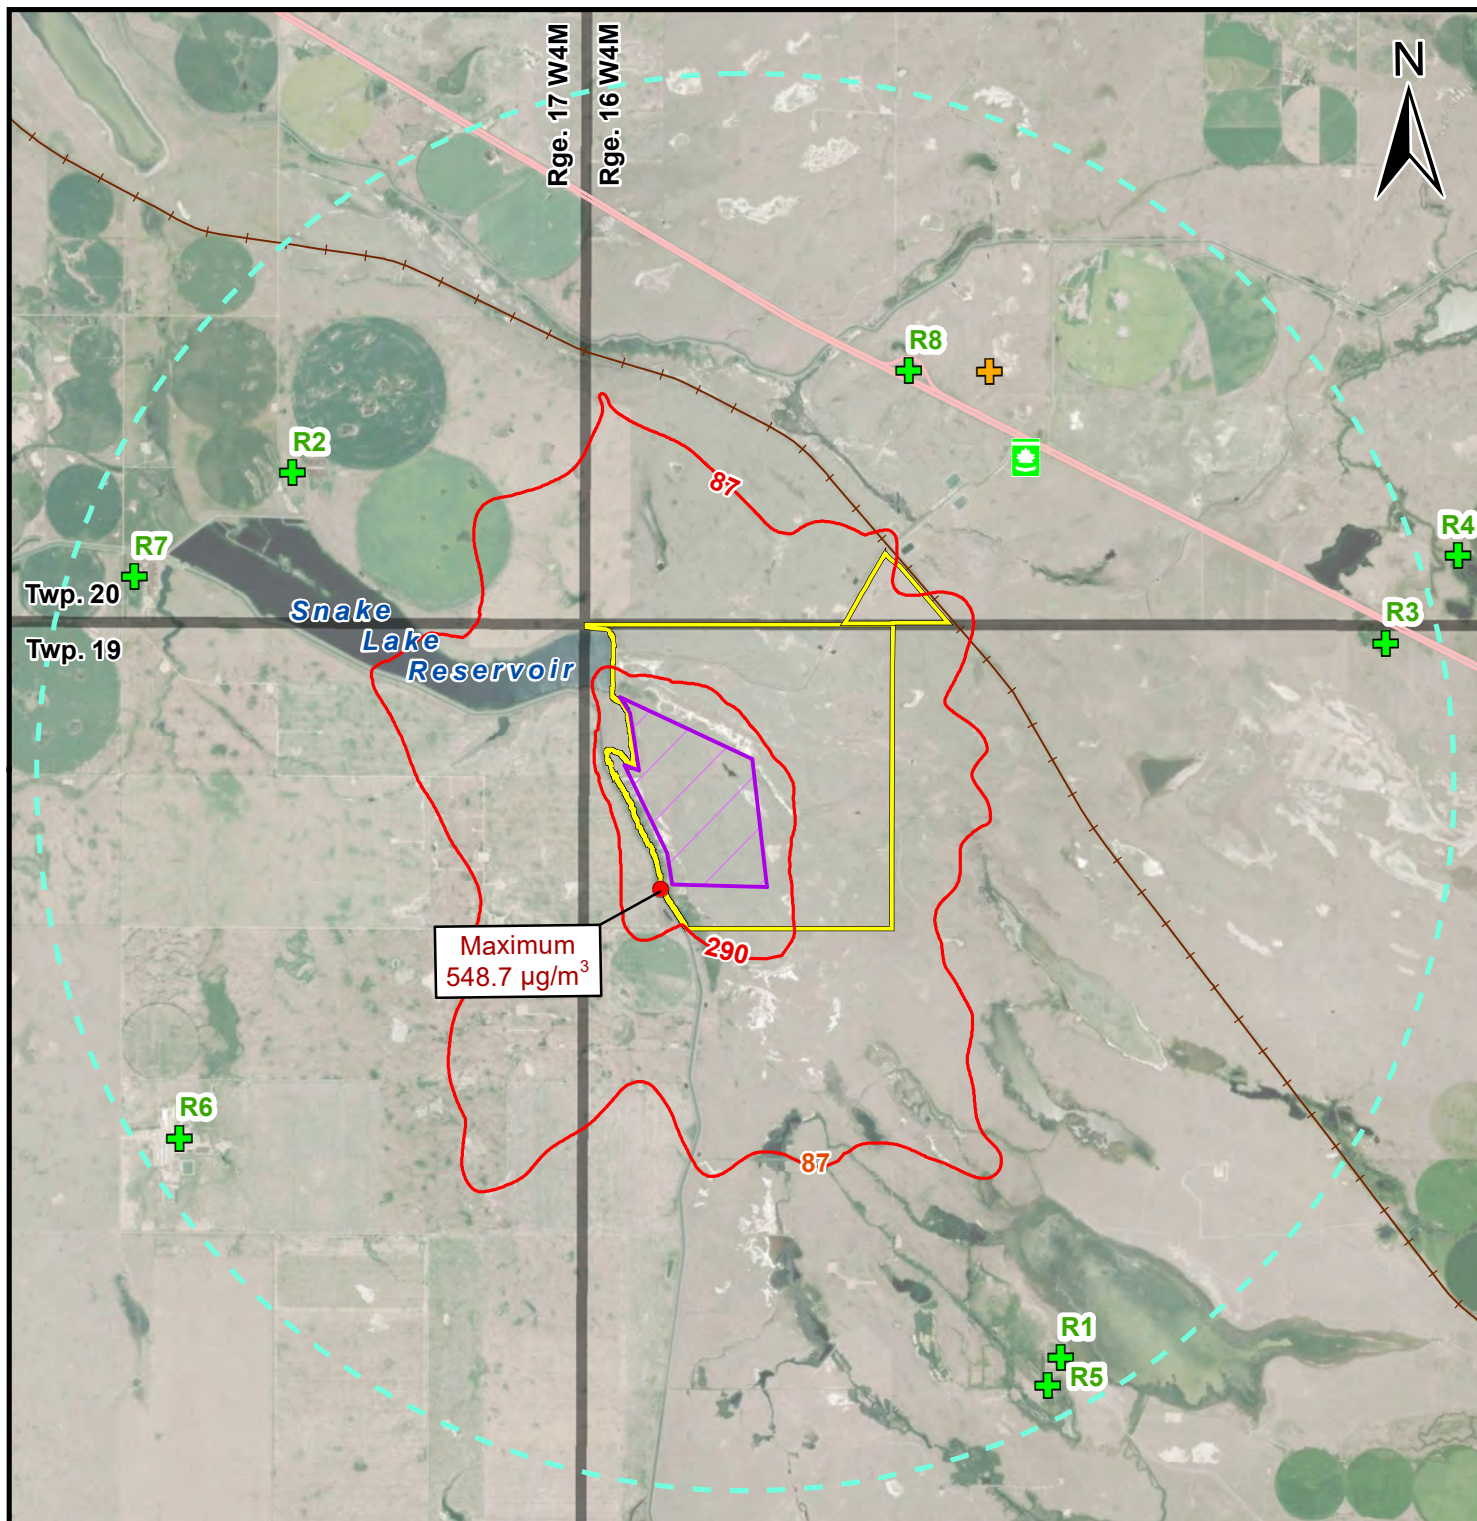 Rge. 17 W4M
Rge. 16 W4M
N
R8
R2
87
R7
R4
Twp. 20
Snake
Lake
Reservoir
R3
Twp. 19
Maximum
548.7 µg/m³
290
R6
87
R1
R5